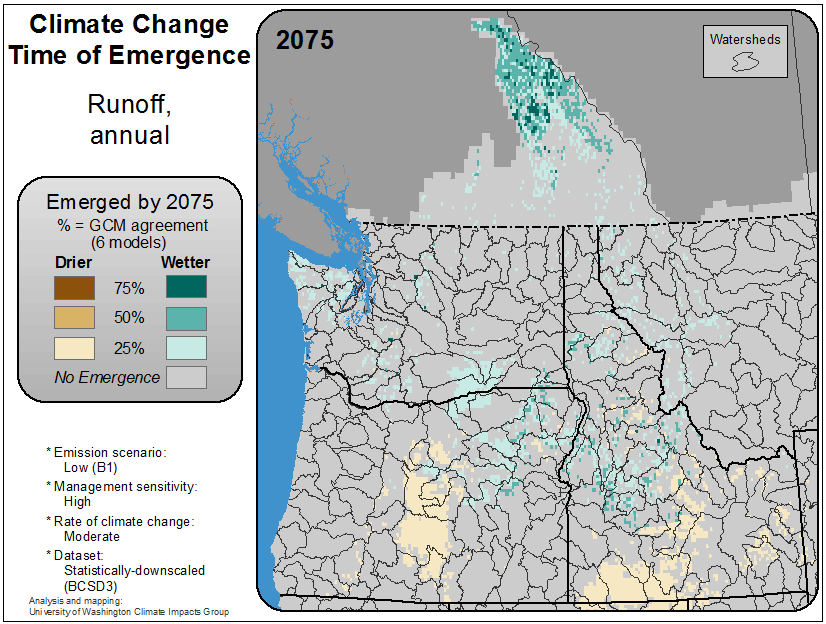 Climate Change
Time of Emergence
Runoff,
annual
Emerged by 2075
% = GCM agreement
(6 models)
Drier Wetter
75%
50%
25%
No Emergence
* Emission scenario:
Low (B1)
* Management sensitivity:
High
* Rate of climate change:
Moderate
* Dataset:
Statistically-downscaled
(BCSD3)
Analysis and mapping:
University of Washington Climate Impacts Group
2075
Watersheds